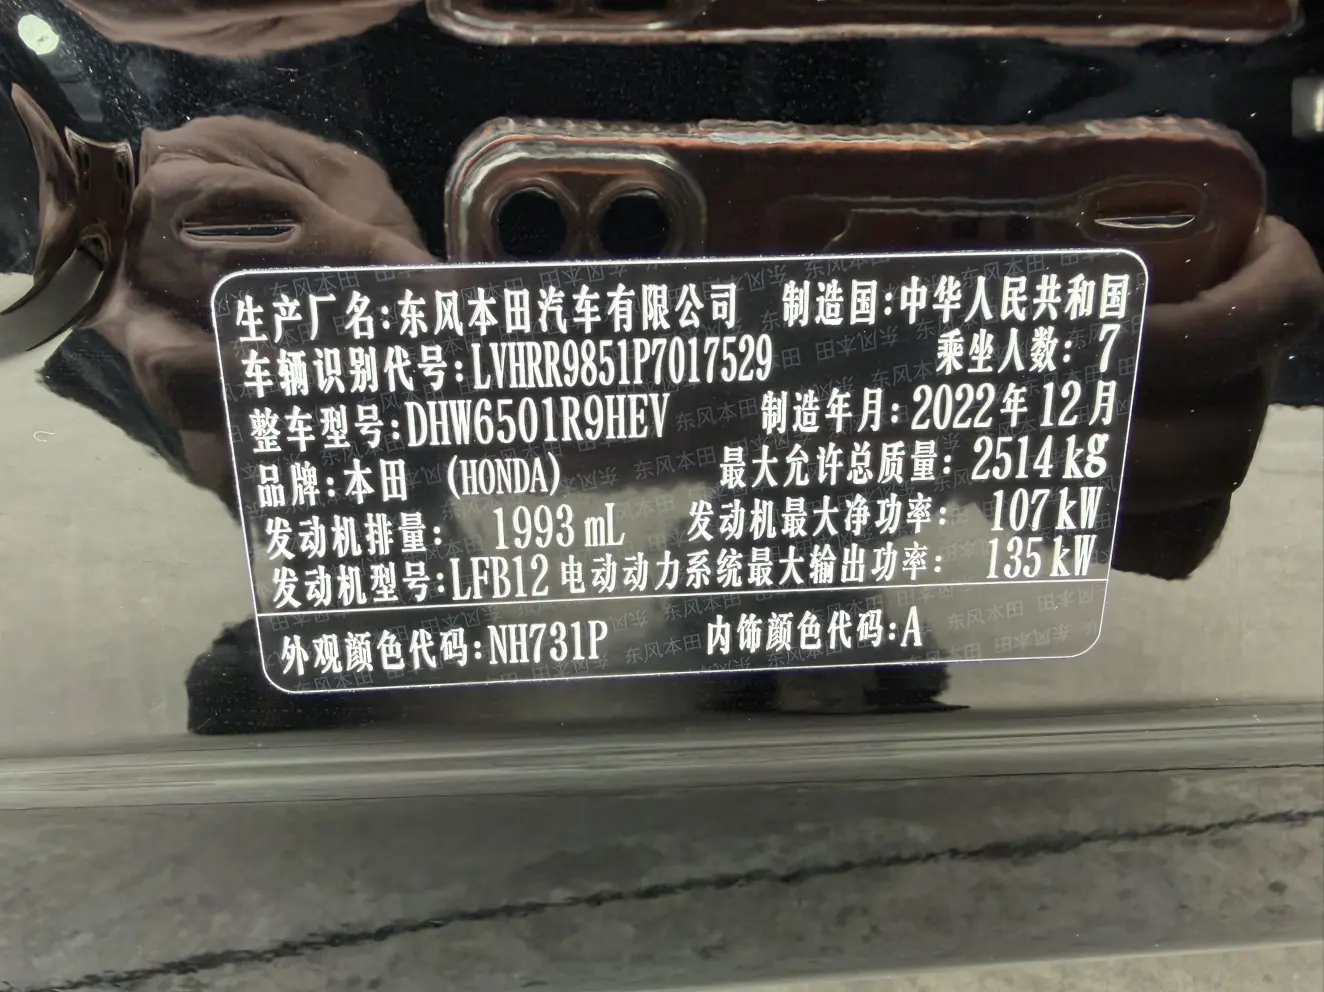 生产厂名:东风本田汽车有限公司 制造国:中华人民共和国
车辆识别代号:LVHRR9851P7017529 乘坐人数: 7
整车型号:DHW6501R9HEV 制造年月:2022年12月
品牌:本田 (HONDA) 最大允许总质量: 2514kg
发动机排量: 1993mL 发动机最大净功率: 107kW
发动机型号:LFB12 电动动力系统最大输出功率: 135kW
外观颜色代码:NH731P 内饰颜色代码:A